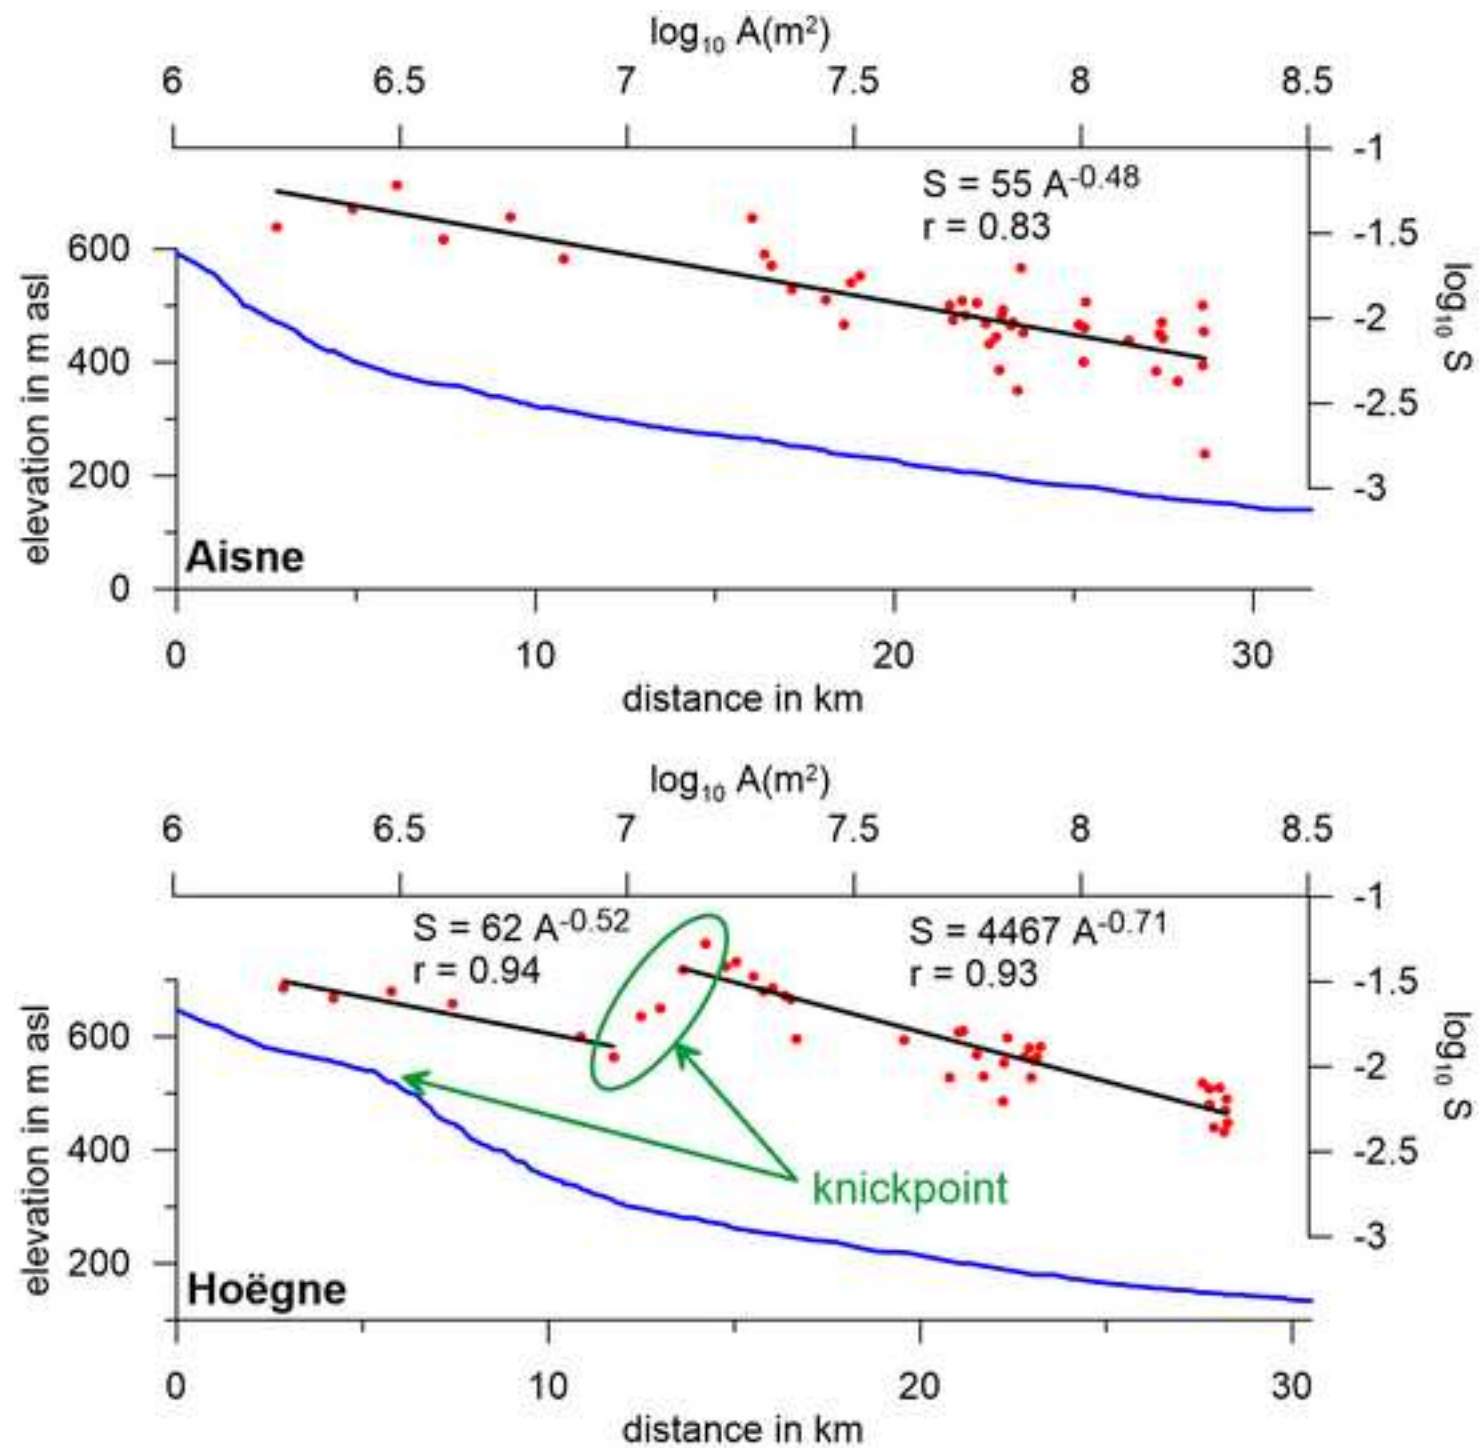 log₁₀ A(m²)
6 6.5 7 7.5 8 8.5
-1
S = 55 A^-0.48
r = 0.83
-1.5
-2
-2.5
-3
log₁₀ S
600
400
200
0
elevation in m asl
Aisne
0 10 20 30
distance in km
log₁₀ A(m²)
6 6.5 7 7.5 8 8.5
-1
S = 62 A^-0.52
r = 0.94
S = 4467 A^-0.71
r = 0.93
-1.5
-2
-2.5
-3
log₁₀ S
600
400
200
elevation in m asl
knickpoint
Hoëgne
0 10 20 30
distance in km